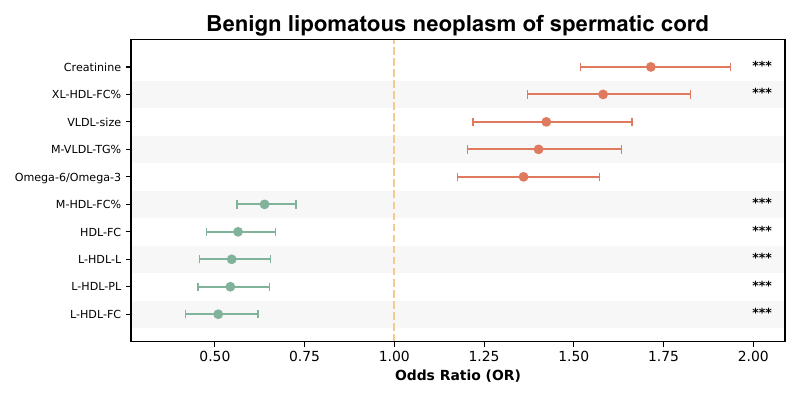 Benign lipomatous neoplasm of spermatic cord
Creatinine ***
XL-HDL-FC% ***
VLDL-size
M-VLDL-TG%
Omega-6/Omega-3
M-HDL-FC% ***
HDL-FC ***
L-HDL-L ***
L-HDL-PL ***
L-HDL-FC ***
0.50 0.75 1.00 1.25 1.50 1.75 2.00
Odds Ratio (OR)